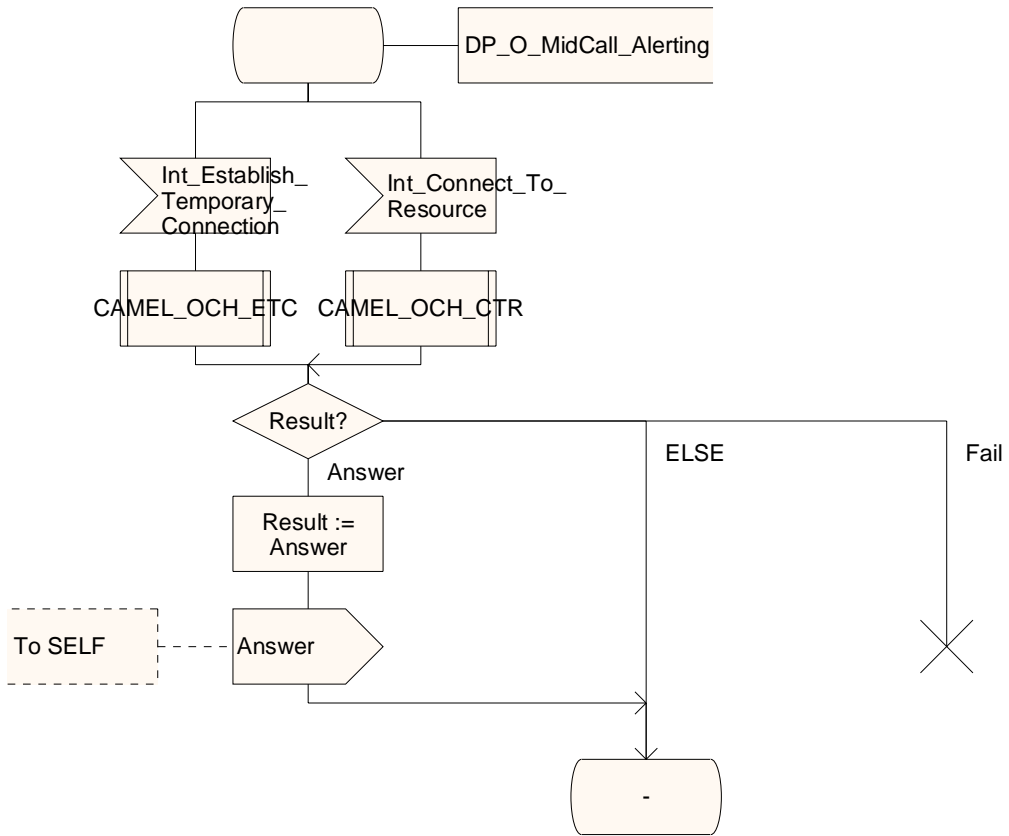 DP_O_MidCall_Alerting
Int_Establish_
Temporary_
Connection
Int_Connect_To_
Resource
CAMEL_OCH_ETC
CAMEL_OCH_CTR
Result?
ELSE
Fail
Answer
Result :=
Answer
To SELF
Answer
-